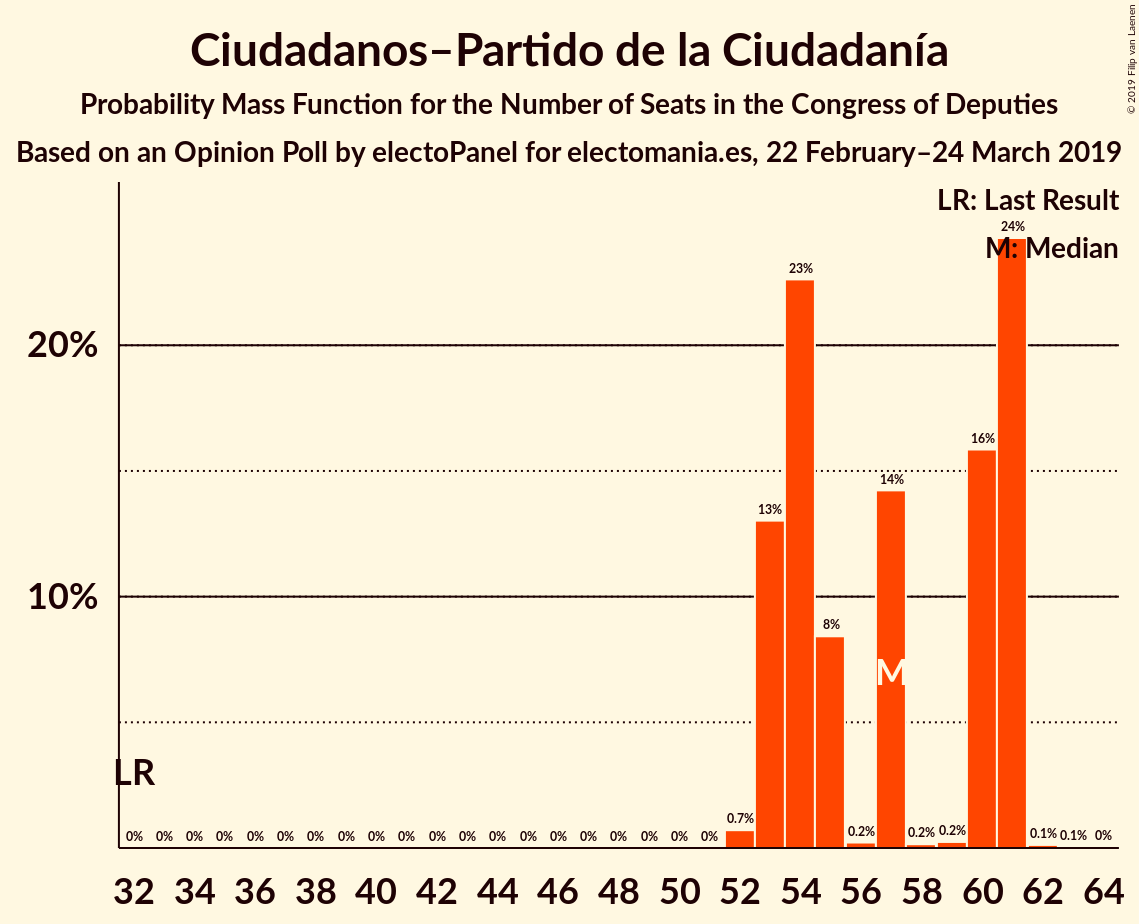 Ciudadanos–Partido de la Ciudadanía
Probability Mass Function for the Number of Seats in the Congress of Deputies
Based on an Opinion Poll by electoPanel for electomania.es, 22 February–24 March 2019
© 2019 Filip van Laenen
LR: Last Result
M: Median
24%
23%
20%
16%
14%
13%
10%
8%
M
LR
0% 0% 0% 0% 0% 0% 0% 0% 0% 0% 0% 0% 0% 0% 0% 0% 0% 0% 0% 0% 0.7% 0.2% 0.2% 0.2% 0.1% 0.1% 0%
32 34 36 38 40 42 44 46 48 50 52 54 56 58 60 62 64